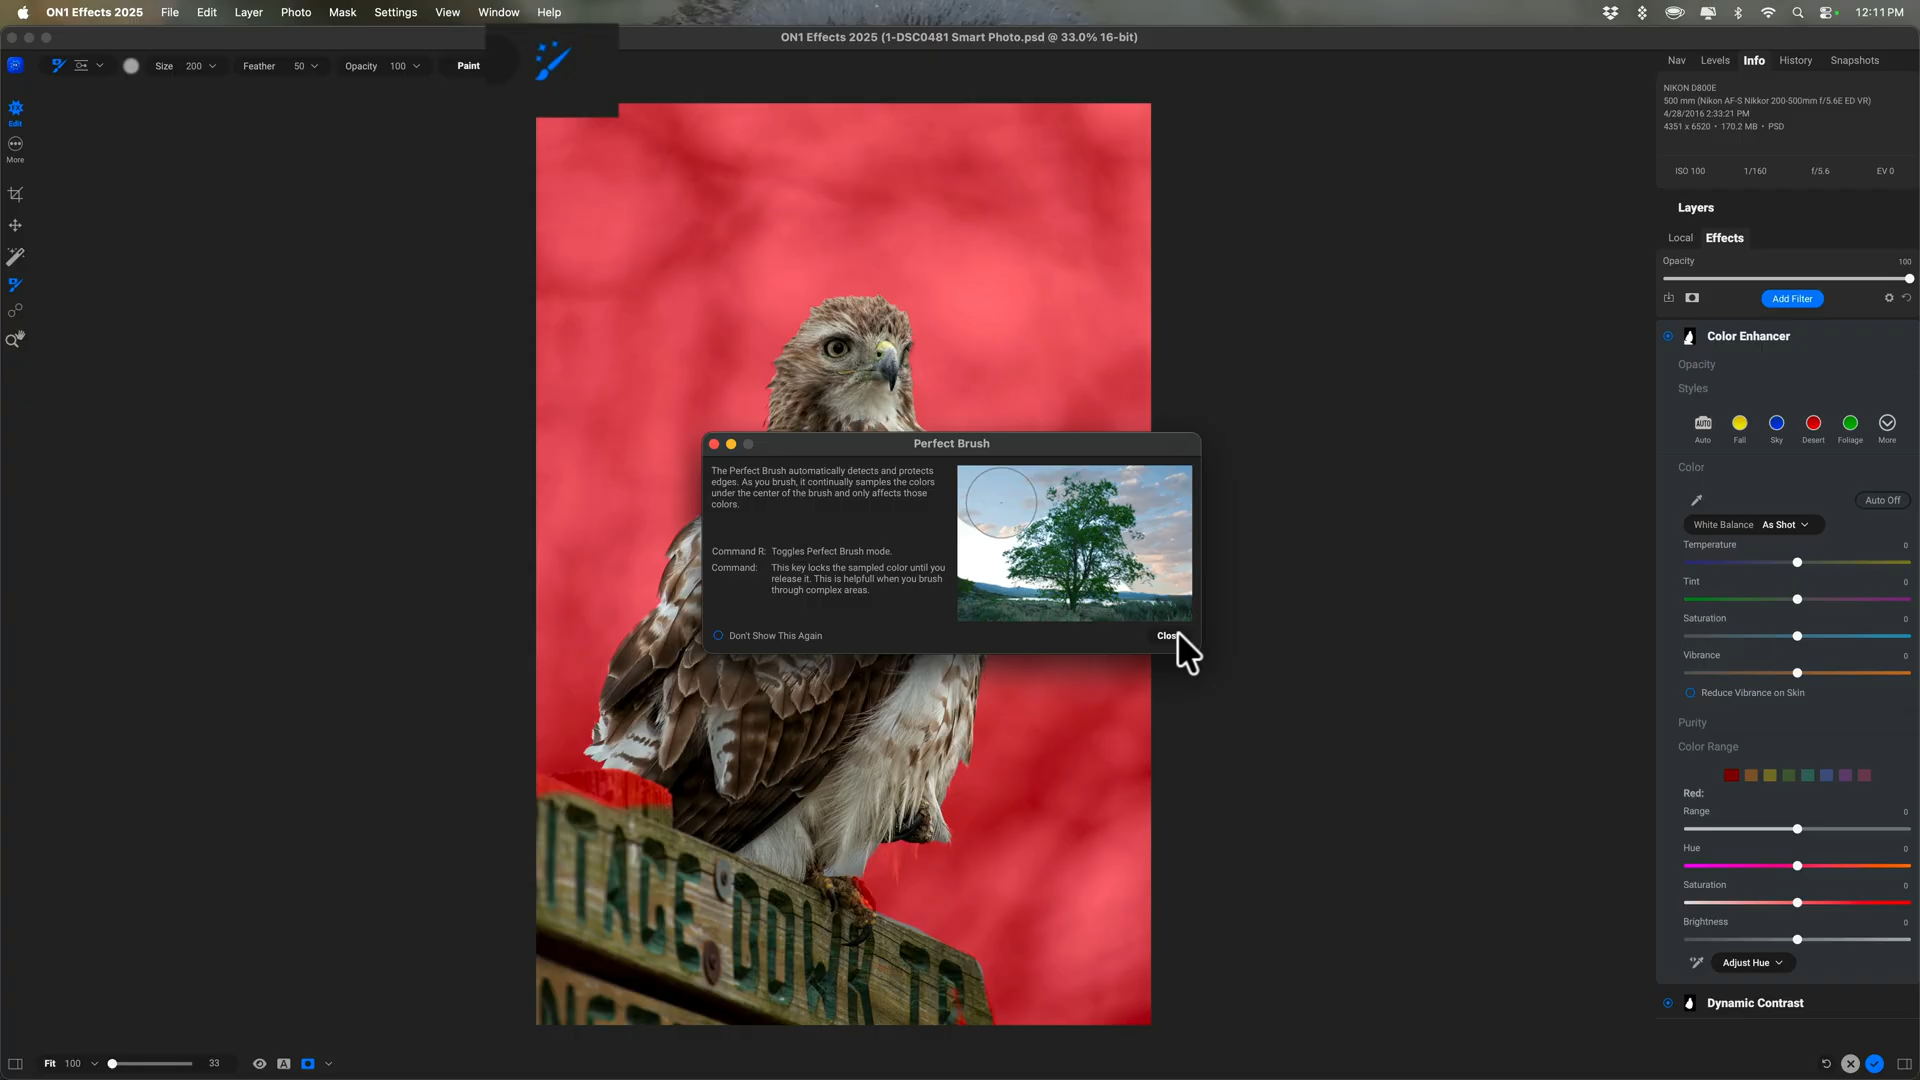 ON1 Effects 2025 File Edit Layer Photo Mask Settings View Window Help 12:11 PM
ON1 Effects 2025 (1-DSC0481 Smart Photo.psd @ 33.0% 16-bit)
Size 200 Feather 50 Opacity 100 Paint
Edit
More
Nav Levels Info History Snapshots
NIKON D800E
500 mm (Nikon AF-S Nikkor 200-500mm f/5.6E ED VR)
4/28/2016 2:33:21 PM
4351 x 6520 • 170.2 MB • PSD
ISO 100 1/160 f/5.6 EV 0
Layers
Local Effects
Opacity 100
Add Filter
Color Enhancer
Opacity
Styles
AUTO
Auto Fall Sky Desert Foliage More
Color
Auto Off
White Balance As Shot
Temperature 0
Tint 0
Saturation 0
Vibrance 0
Reduce Vibrance on Skin
Purity
Color Range
Red:
Range 0
Hue 0
Saturation 0
Brightness 0
Adjust Hue
Dynamic Contrast
Perfect Brush
The Perfect Brush automatically detects and protects
edges. As you brush, it continually samples the colors
under the center of the brush and only affects those
colors.
Command R: Toggles Perfect Brush mode.
Command: This key locks the sampled color until you
release it. This is helpfull when you brush
through complex areas.
Don't Show This Again
Clos
ITAGE DOWN TO
Fit 100 33
A